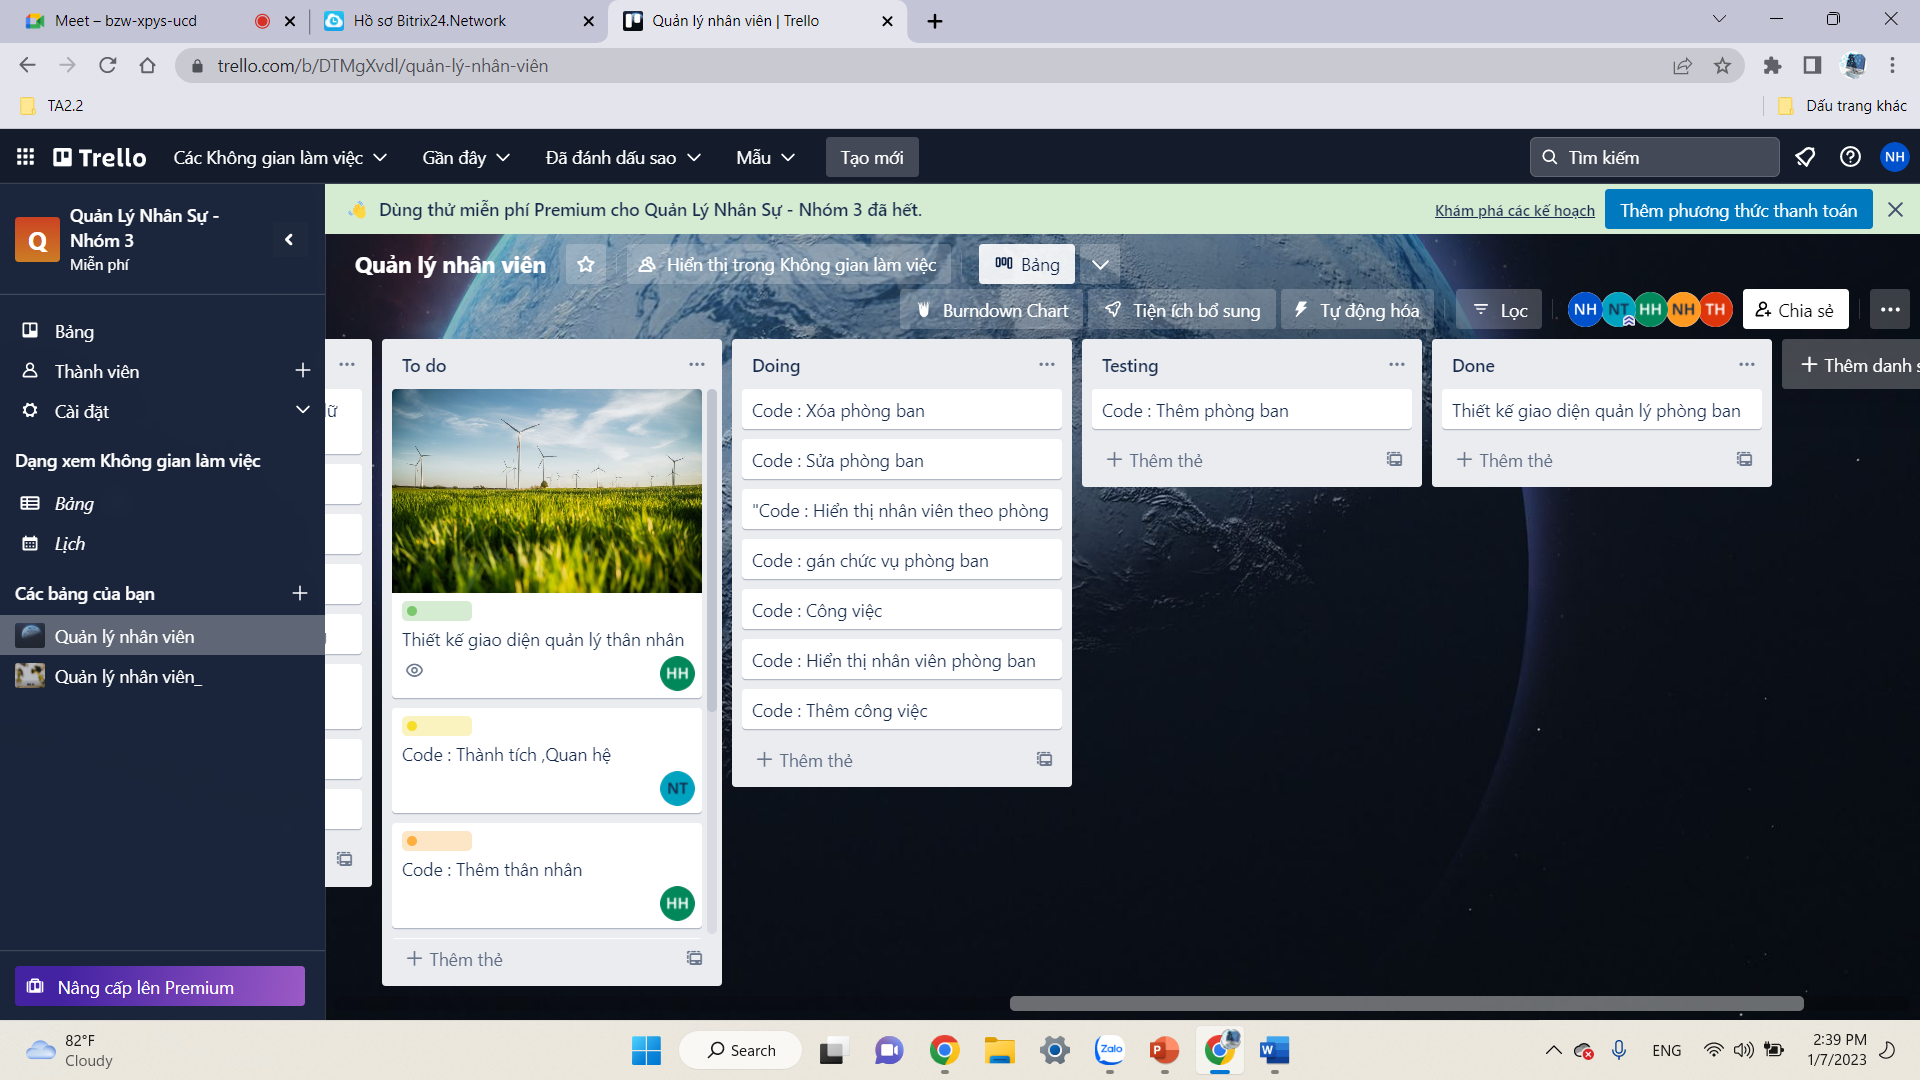 Meet – bzw-xpys-ucd
Hồ sơ Bitrix24.Network
Quản lý nhân viên | Trello
trello.com/b/DTMgXvdl/quản-lý-nhân-viên
TA2.2
Dấu trang khác
Trello
Các Không gian làm việc
Gần đây
Đã đánh dấu sao
Mẫu
Tạo mới
Tìm kiếm
NH
Q
Quản Lý Nhân Sự -
Nhóm 3
Miễn phí
Dùng thử miễn phí Premium cho Quản Lý Nhân Sự - Nhóm 3 đã hết.
Khám phá các kế hoạch
Thêm phương thức thanh toán
Quản lý nhân viên
Hiển thị trong Không gian làm việc
Bảng
Burndown Chart
Tiện ích bổ sung
Tự động hóa
Lọc
NH
NT
HH
NH
TH
Chia sẻ
Bảng
Thành viên
Cài đặt
Dạng xem Không gian làm việc
Bảng
Lịch
Các bảng của bạn
Quản lý nhân viên
Quản lý nhân viên_
Nâng cấp lên Premium
To do
Thiết kế giao diện quản lý thân nhân
HH
Code : Thành tích ,Quan hệ
NT
Code : Thêm thân nhân
HH
Thêm thẻ
Doing
Code : Xóa phòng ban
Code : Sửa phòng ban
"Code : Hiển thị nhân viên theo phòng
Code : gán chức vụ phòng ban
Code : Công việc
Code : Hiển thị nhân viên phòng ban
Code : Thêm công việc
Thêm thẻ
Testing
Code : Thêm phòng ban
Thêm thẻ
Done
Thiết kế giao diện quản lý phòng ban
Thêm thẻ
Thêm danh s
82°F
Cloudy
Search
Zalo
ENG
2:39 PM
1/7/2023